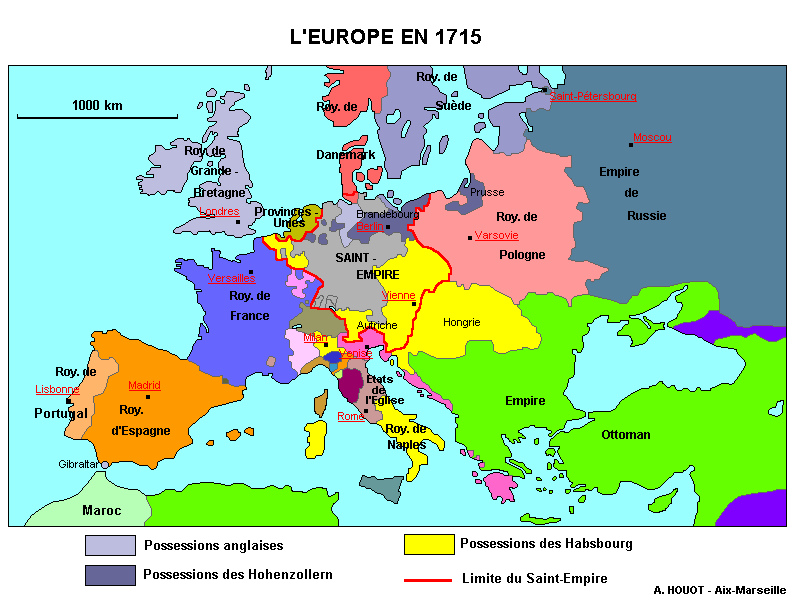 L'EUROPE EN 1715
1000 km
Roy. de
Suède
Saint-Pétersbourg
Roy. de
Danemark
Moscou
Roy. de
Grande -
Bretagne
Londres
Empire
de
Russie
Provinces -
Unies
Brandebourg
Berlin
Prusse
Roy. de
Pologne
Varsovie
SAINT -
EMPIRE
Versailles
Roy. de
France
Vienne
Autriche
Hongrie
Milan
Venise
Roy. de
Portugal
Lisbonne
Madrid
Roy.
d'Espagne
Etats
de
l'Eglise
Rome
Roy. de
Naples
Empire
Ottoman
Gibraltar
Maroc
Possessions anglaises
Possessions des Habsbourg
Possessions des Hohenzollern
Limite du Saint-Empire
A. HOUOT - Aix-Marseille